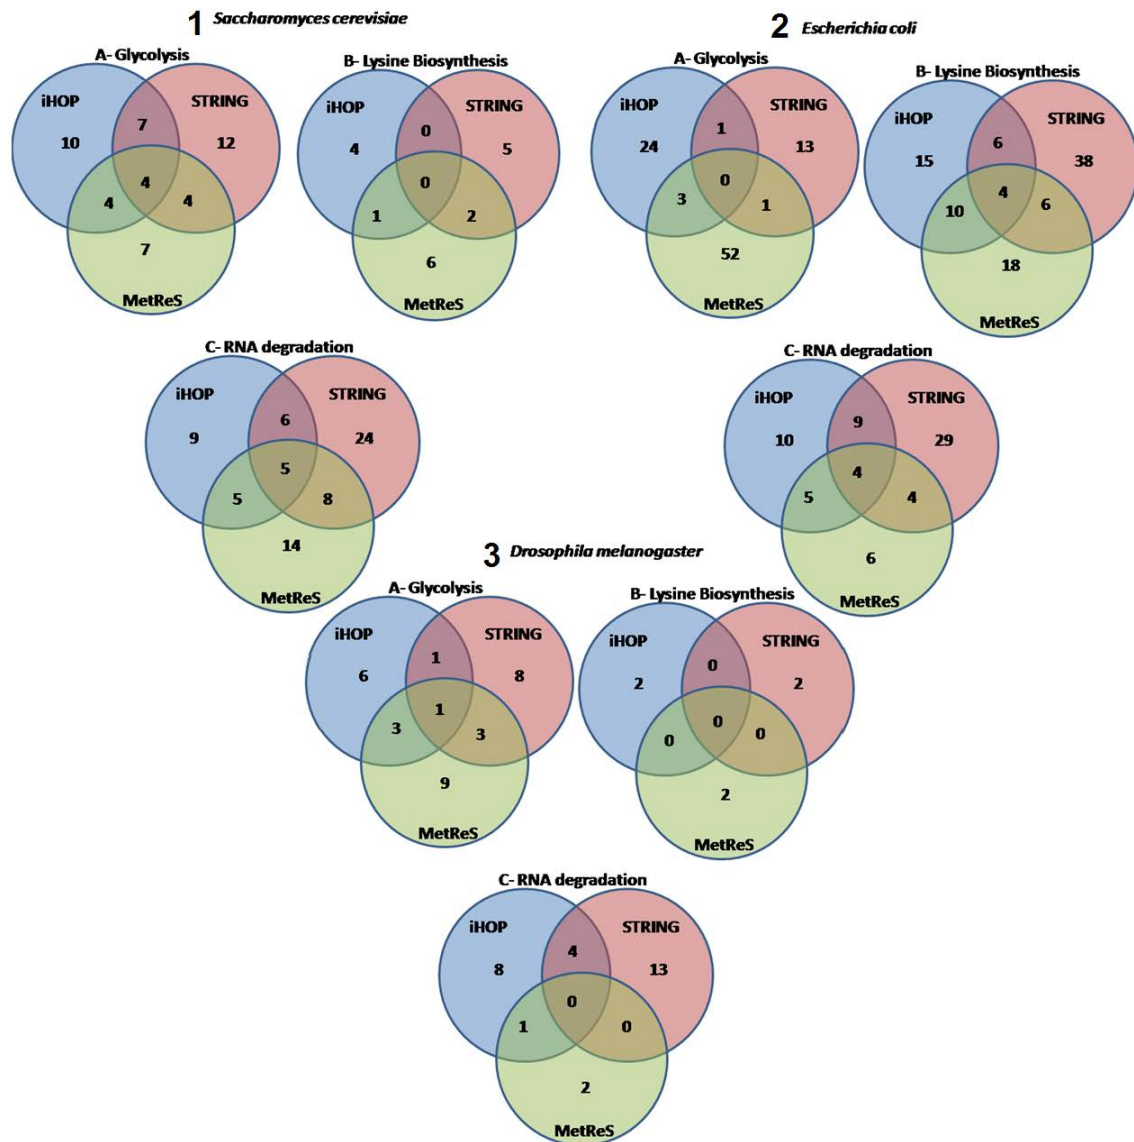 1 Saccharomyces cerevisiae
A- Glycolysis
iHOP
STRING
10
7
12
4
4
4
7
MetReS
B- Lysine Biosynthesis
iHOP
STRING
4
0
5
0
1
2
6
MetReS
C- RNA degradation
iHOP
STRING
9
6
24
5
5
8
14
MetReS
2 Escherichia coli
A- Glycolysis
iHOP
STRING
24
1
13
0
3
1
52
MetReS
B- Lysine Biosynthesis
iHOP
STRING
15
6
38
4
10
6
18
MetReS
C- RNA degradation
iHOP
STRING
10
9
29
4
5
4
6
MetReS
3 Drosophila melanogaster
A- Glycolysis
iHOP
STRING
6
1
8
1
3
3
9
MetReS
B- Lysine Biosynthesis
iHOP
STRING
2
0
2
0
0
0
2
MetReS
C- RNA degradation
iHOP
STRING
8
4
13
0
1
0
2
MetReS